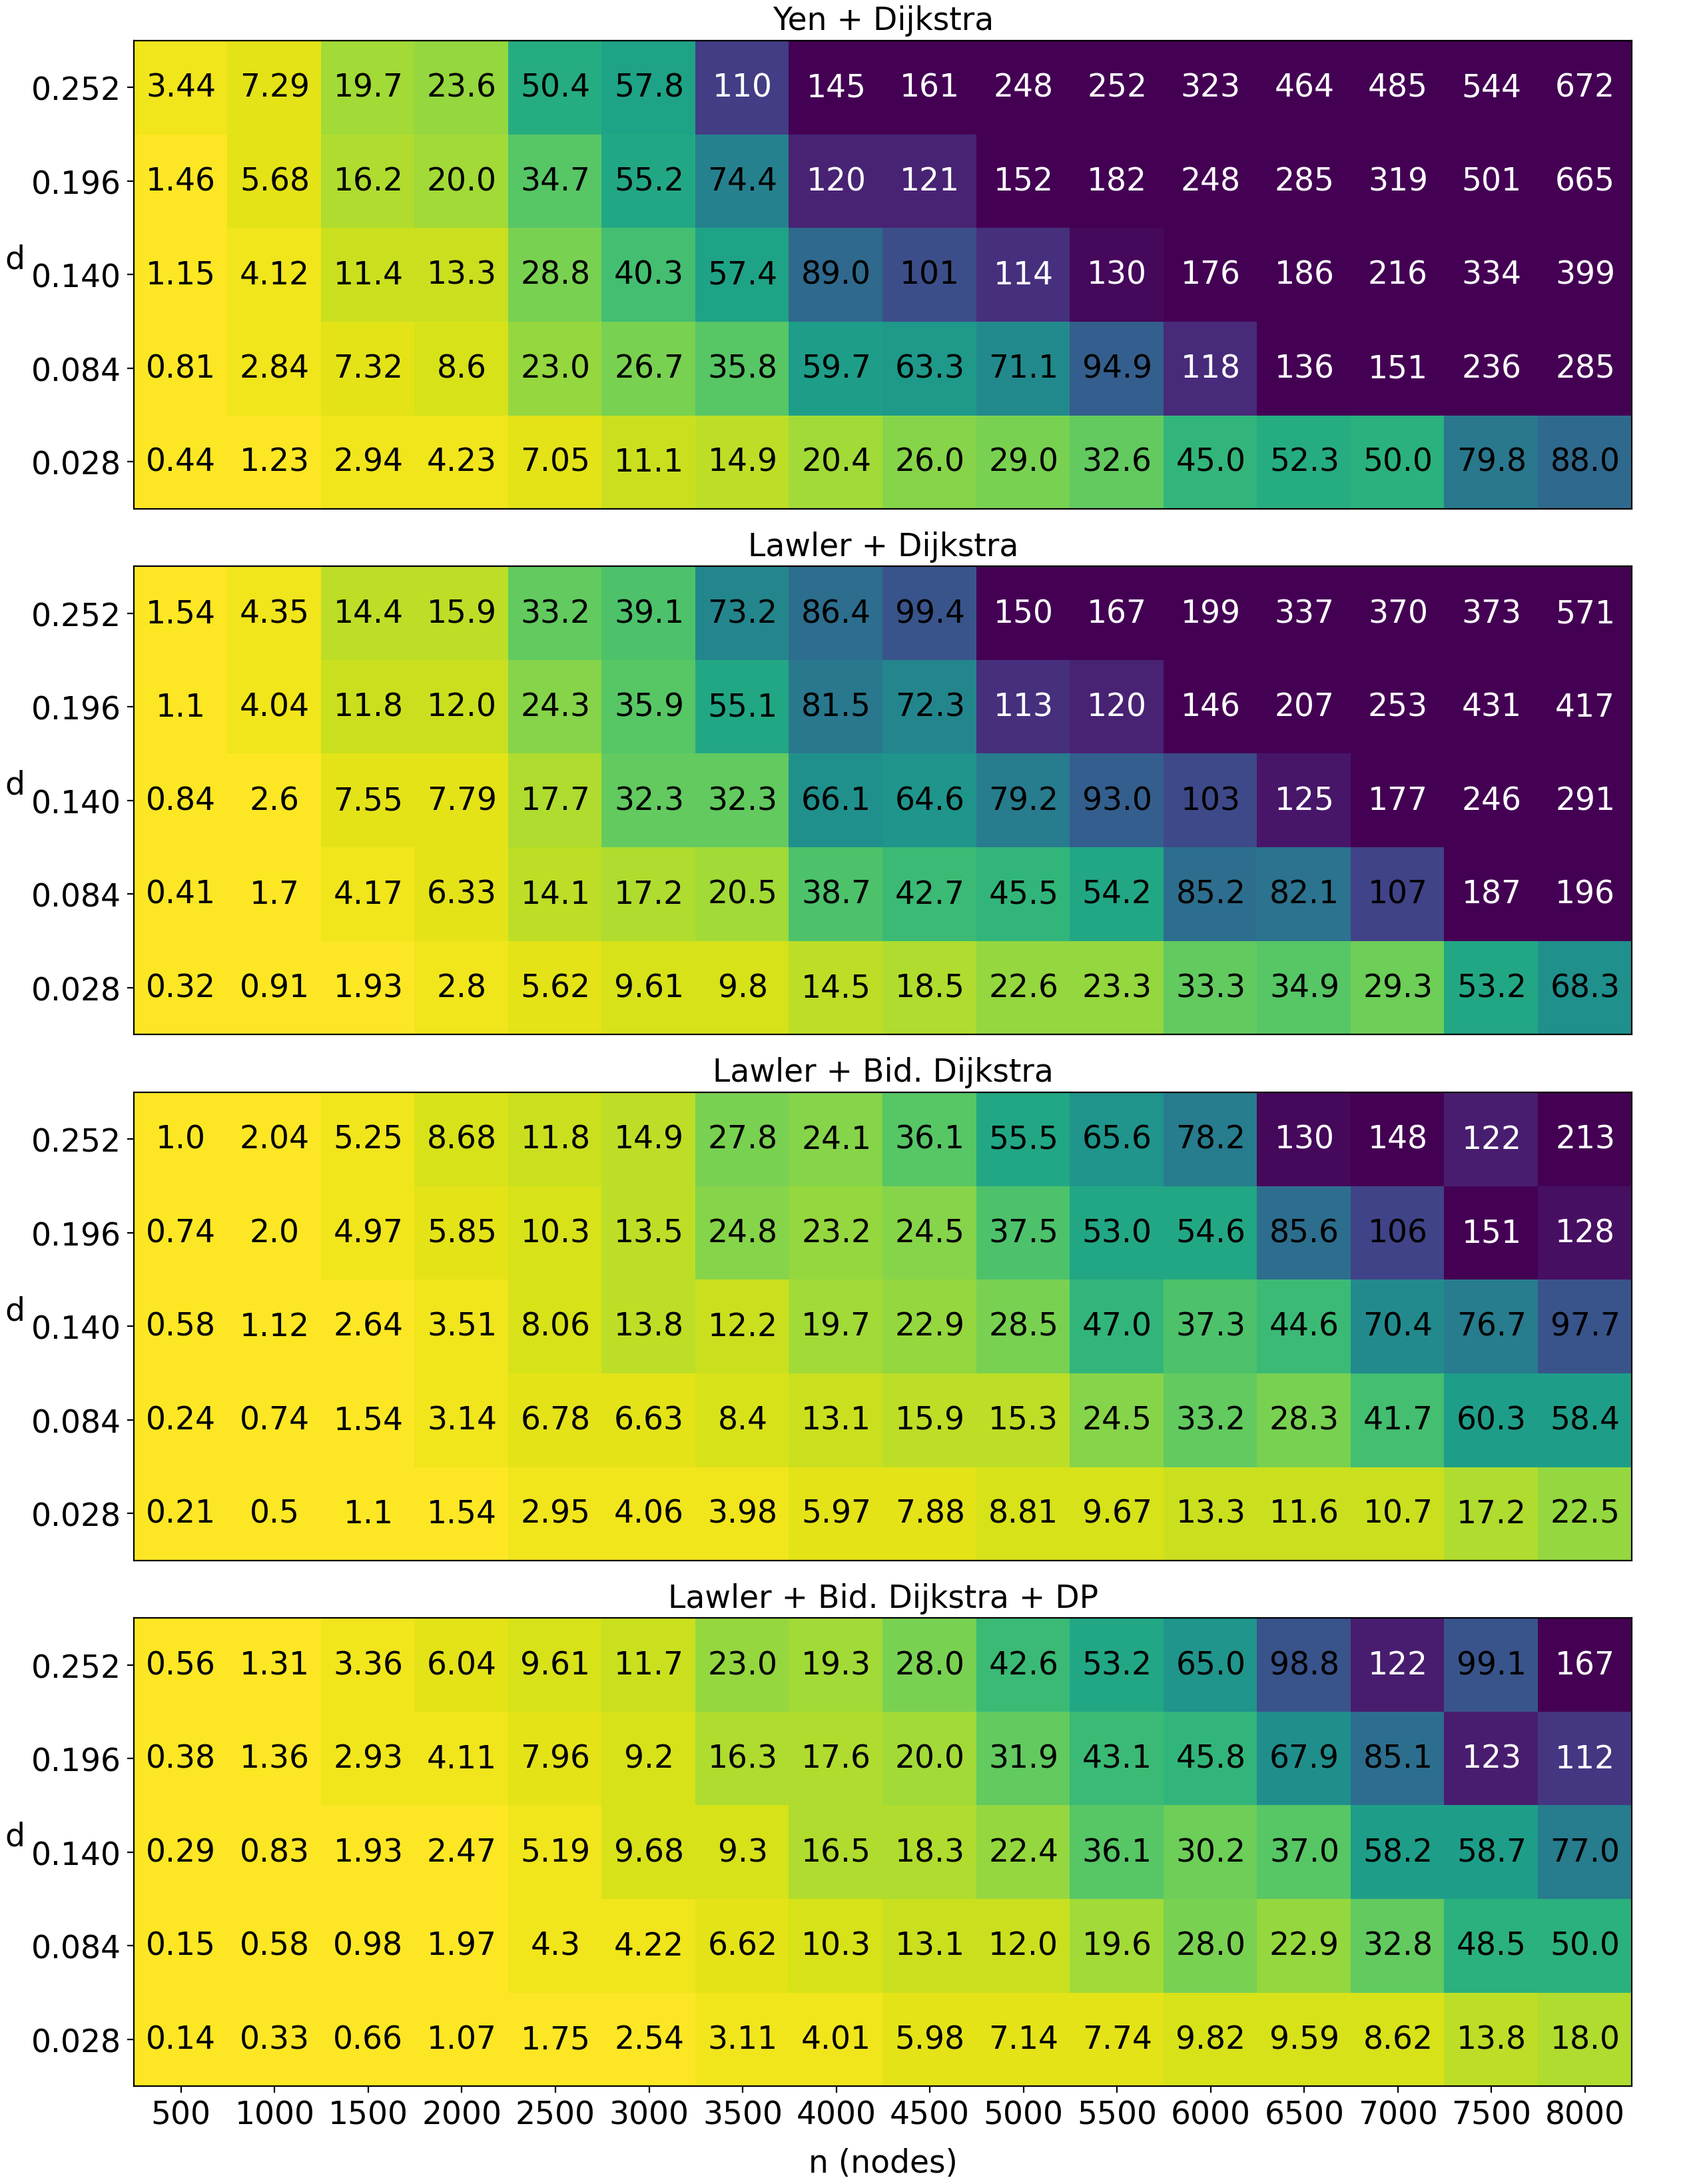 Yen + Dijkstra
0.252 3.44 7.29 19.7 23.6 50.4 57.8 110 145 161 248 252 323 464 485 544 672
0.196 1.46 5.68 16.2 20.0 34.7 55.2 74.4 120 121 152 182 248 285 319 501 665
d
0.140 1.15 4.12 11.4 13.3 28.8 40.3 57.4 89.0 101 114 130 176 186 216 334 399
0.084 0.81 2.84 7.32 8.6 23.0 26.7 35.8 59.7 63.3 71.1 94.9 118 136 151 236 285
0.028 0.44 1.23 2.94 4.23 7.05 11.1 14.9 20.4 26.0 29.0 32.6 45.0 52.3 50.0 79.8 88.0
Lawler + Dijkstra
0.252 1.54 4.35 14.4 15.9 33.2 39.1 73.2 86.4 99.4 150 167 199 337 370 373 571
0.196 1.1 4.04 11.8 12.0 24.3 35.9 55.1 81.5 72.3 113 120 146 207 253 431 417
d
0.140 0.84 2.6 7.55 7.79 17.7 32.3 32.3 66.1 64.6 79.2 93.0 103 125 177 246 291
0.084 0.41 1.7 4.17 6.33 14.1 17.2 20.5 38.7 42.7 45.5 54.2 85.2 82.1 107 187 196
0.028 0.32 0.91 1.93 2.8 5.62 9.61 9.8 14.5 18.5 22.6 23.3 33.3 34.9 29.3 53.2 68.3
Lawler + Bid. Dijkstra
0.252 1.0 2.04 5.25 8.68 11.8 14.9 27.8 24.1 36.1 55.5 65.6 78.2 130 148 122 213
0.196 0.74 2.0 4.97 5.85 10.3 13.5 24.8 23.2 24.5 37.5 53.0 54.6 85.6 106 151 128
d
0.140 0.58 1.12 2.64 3.51 8.06 13.8 12.2 19.7 22.9 28.5 47.0 37.3 44.6 70.4 76.7 97.7
0.084 0.24 0.74 1.54 3.14 6.78 6.63 8.4 13.1 15.9 15.3 24.5 33.2 28.3 41.7 60.3 58.4
0.028 0.21 0.5 1.1 1.54 2.95 4.06 3.98 5.97 7.88 8.81 9.67 13.3 11.6 10.7 17.2 22.5
Lawler + Bid. Dijkstra + DP
0.252 0.56 1.31 3.36 6.04 9.61 11.7 23.0 19.3 28.0 42.6 53.2 65.0 98.8 122 99.1 167
0.196 0.38 1.36 2.93 4.11 7.96 9.2 16.3 17.6 20.0 31.9 43.1 45.8 67.9 85.1 123 112
d
0.140 0.29 0.83 1.93 2.47 5.19 9.68 9.3 16.5 18.3 22.4 36.1 30.2 37.0 58.2 58.7 77.0
0.084 0.15 0.58 0.98 1.97 4.3 4.22 6.62 10.3 13.1 12.0 19.6 28.0 22.9 32.8 48.5 50.0
0.028 0.14 0.33 0.66 1.07 1.75 2.54 3.11 4.01 5.98 7.14 7.74 9.82 9.59 8.62 13.8 18.0
500 1000 1500 2000 2500 3000 3500 4000 4500 5000 5500 6000 6500 7000 7500 8000
n (nodes)